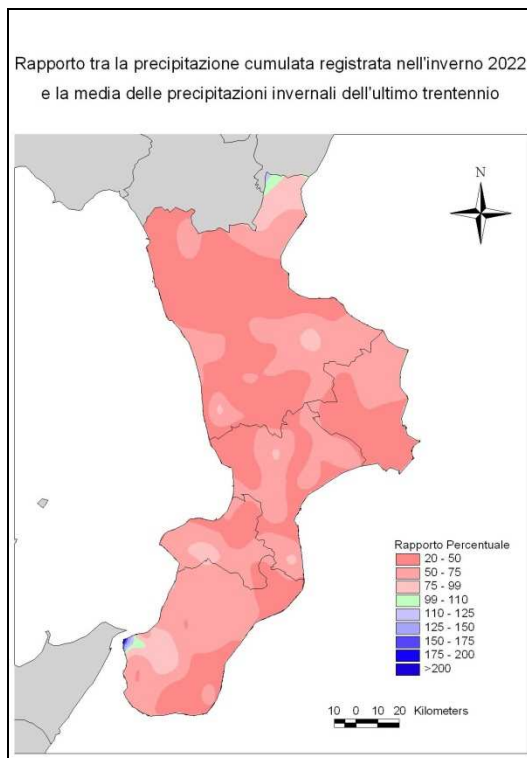 Rapporto tra la precipitazione cumulata registrata nell'inverno 2022
e la media delle precipitazioni invernali dell'ultimo trentennio
N
Rapporto Percentuale
20 - 50
50 - 75
75 - 99
99 - 110
110 - 125
125 - 150
150 - 175
175 - 200
>200
10 0 10 20 Kilometers